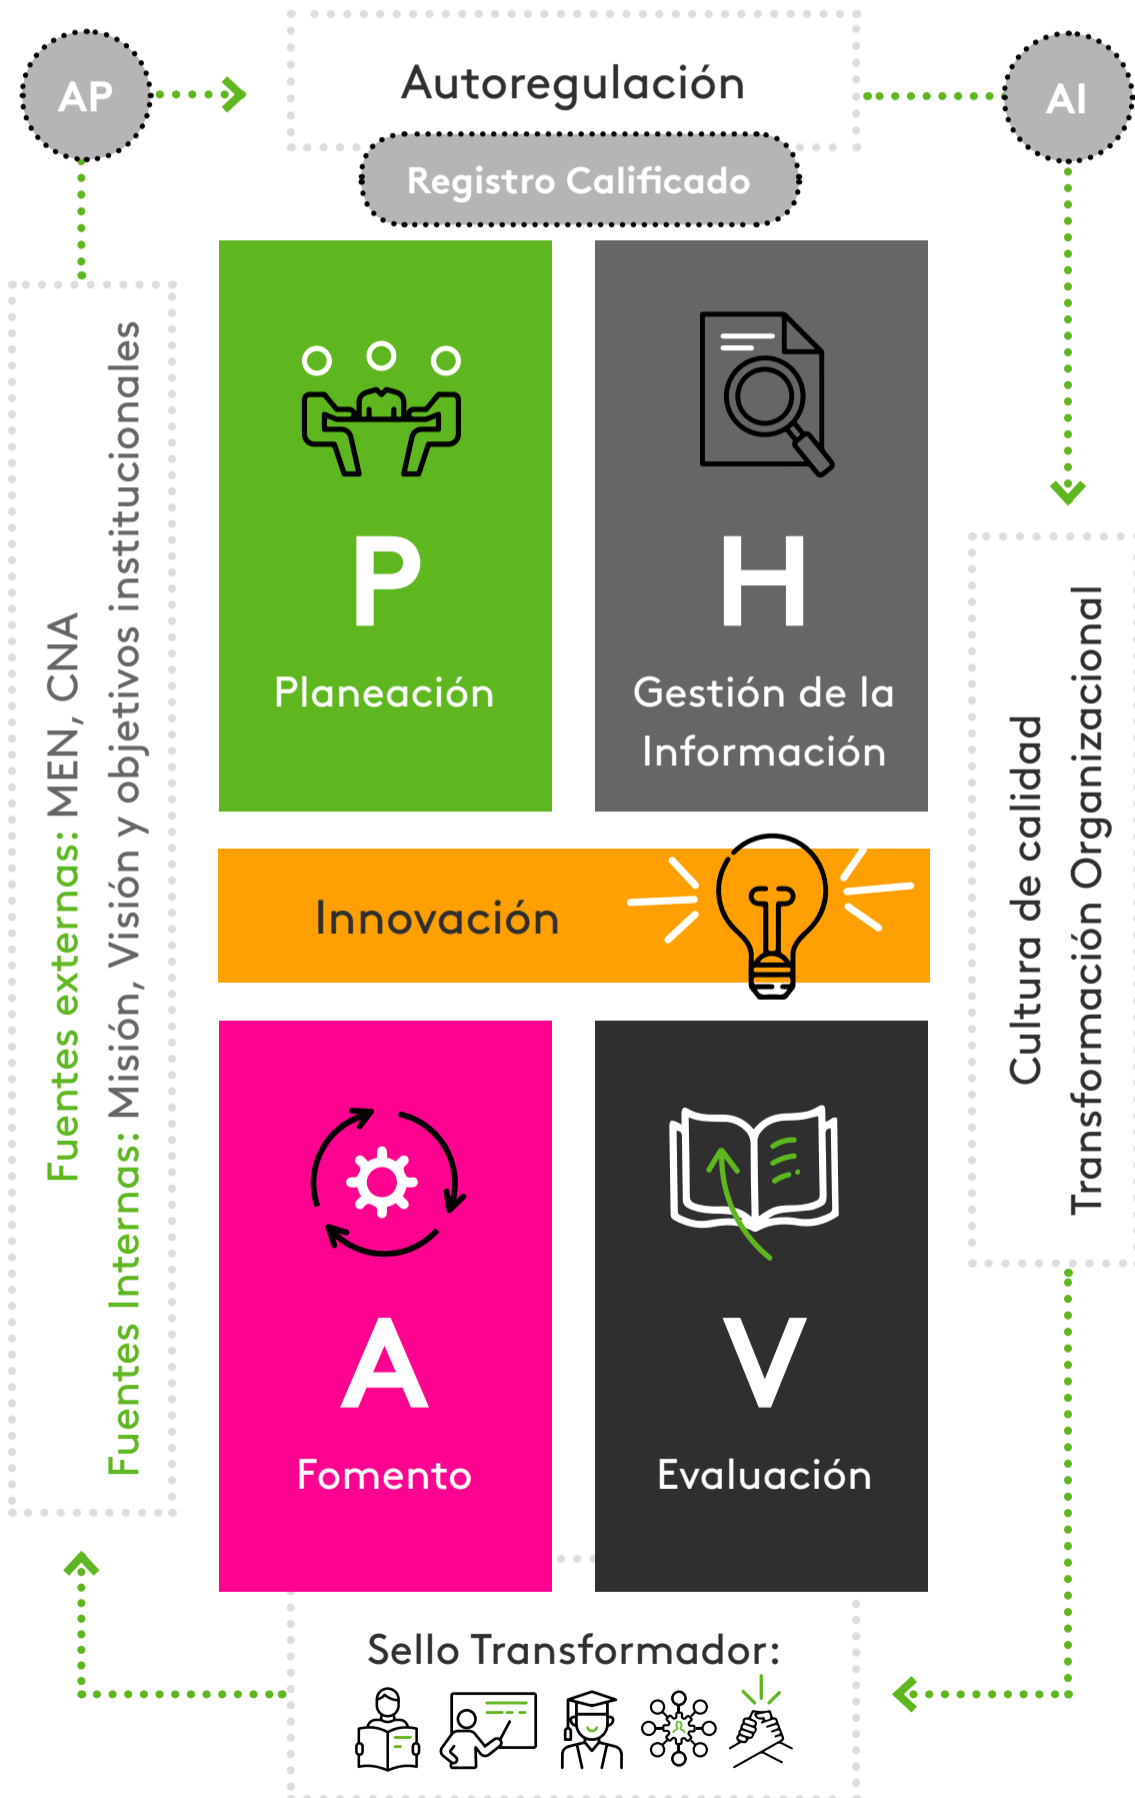 AP
Autoregulación
AI
Registro Calificado
Fuentes externas: MEN, CNA
Fuentes Internas: Misión, Visión y objetivos institucionales
P
Planeación
H
Gestión de la
Información
Innovación
A
Fomento
V
Evaluación
Cultura de calidad
Transformación Organizacional
Sello Transformador: